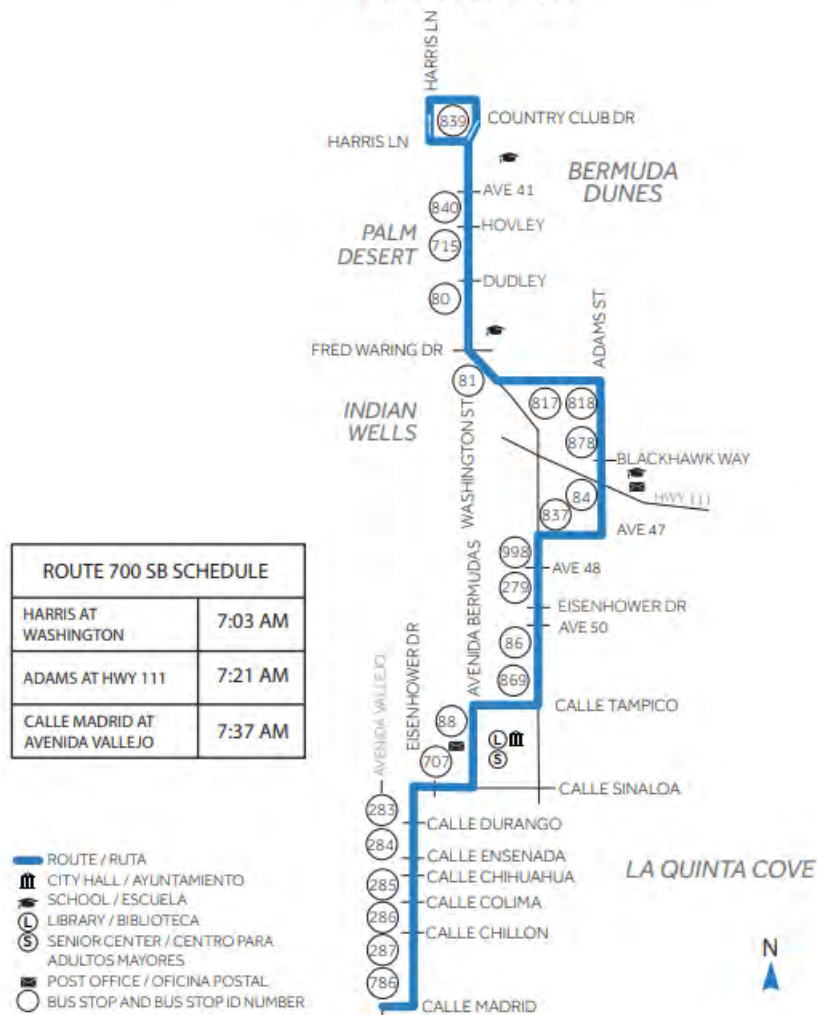 HARRIS LN
839
COUNTRY CLUB DR
HARRIS LN
BERMUDA
DUNES
AVE 41
840
HOVLEY
PALM
DESERT
715
DUDLEY
80
ADAMS ST
FRED WARING DR
81
INDIAN
WELLS
WASHINGTON ST
817
818
878
BLACKHAWK WAY
HWY 111
84
837
AVE 47
998
AVE 48
279
EISENHOWER DR
AVE 50
86
869
AVENIDA BERMUDAS
CALLE TAMPICO
EISENHOWER DR
AVENIDA VALLEJO
88
L
S
707
CALLE SINALOA
283
CALLE DURANGO
284
CALLE ENSENADA
CALLE CHIHUAHUA
285
LA QUINTA COVE
CALLE COLIMA
286
CALLE CHILLON
287
786
CALLE MADRID
N
ROUTE 700 SB SCHEDULE
HARRIS AT
WASHINGTON
7:03 AM
ADAMS AT HWY 111
7:21 AM
CALLE MADRID AT
AVENIDA VALLEJO
7:37 AM
ROUTE / RUTA
CITY HALL / AYUNTAMIENTO
SCHOOL / ESCUELA
L LIBRARY / BIBLIOTECA
S SENIOR CENTER / CENTRO PARA
ADULTOS MAYORES
POST OFFICE / OFICINA POSTAL
BUS STOP AND BUS STOP ID NUMBER